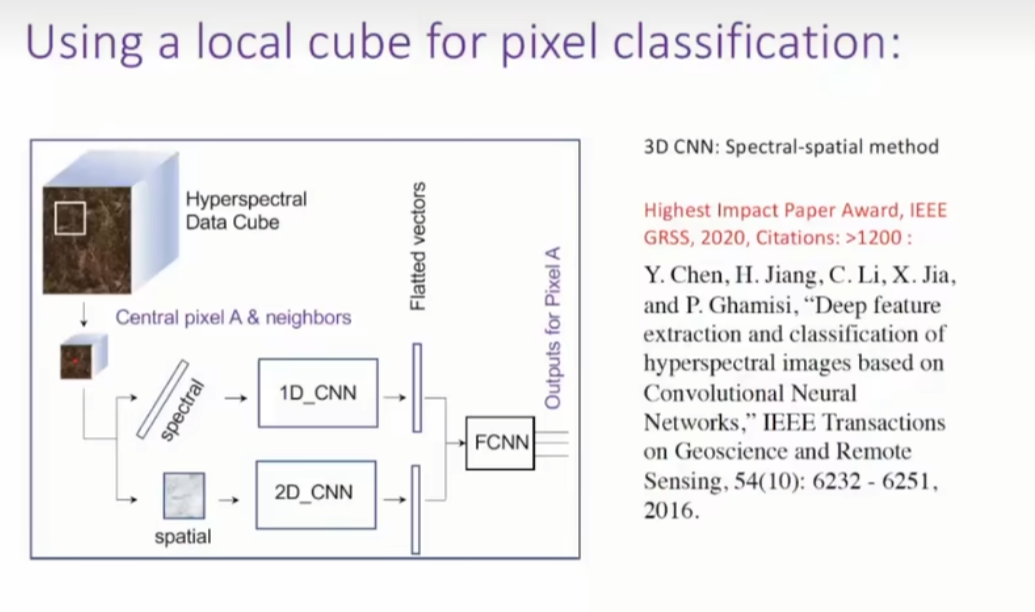 Using a local cube for pixel classification:
Hyperspectral
Data Cube
Central pixel A & neighbors
spectral
1D_CNN
spatial
2D_CNN
Flatted vectors
FCNN
Outputs for Pixel A
3D CNN: Spectral-spatial method
Highest Impact Paper Award, IEEE
GRSS, 2020, Citations: >1200 :
Y. Chen, H. Jiang, C. Li, X. Jia,
and P. Ghamisi, “Deep feature
extraction and classification of
hyperspectral images based on
Convolutional Neural
Networks,” IEEE Transactions
on Geoscience and Remote
Sensing, 54(10): 6232 - 6251,
2016.